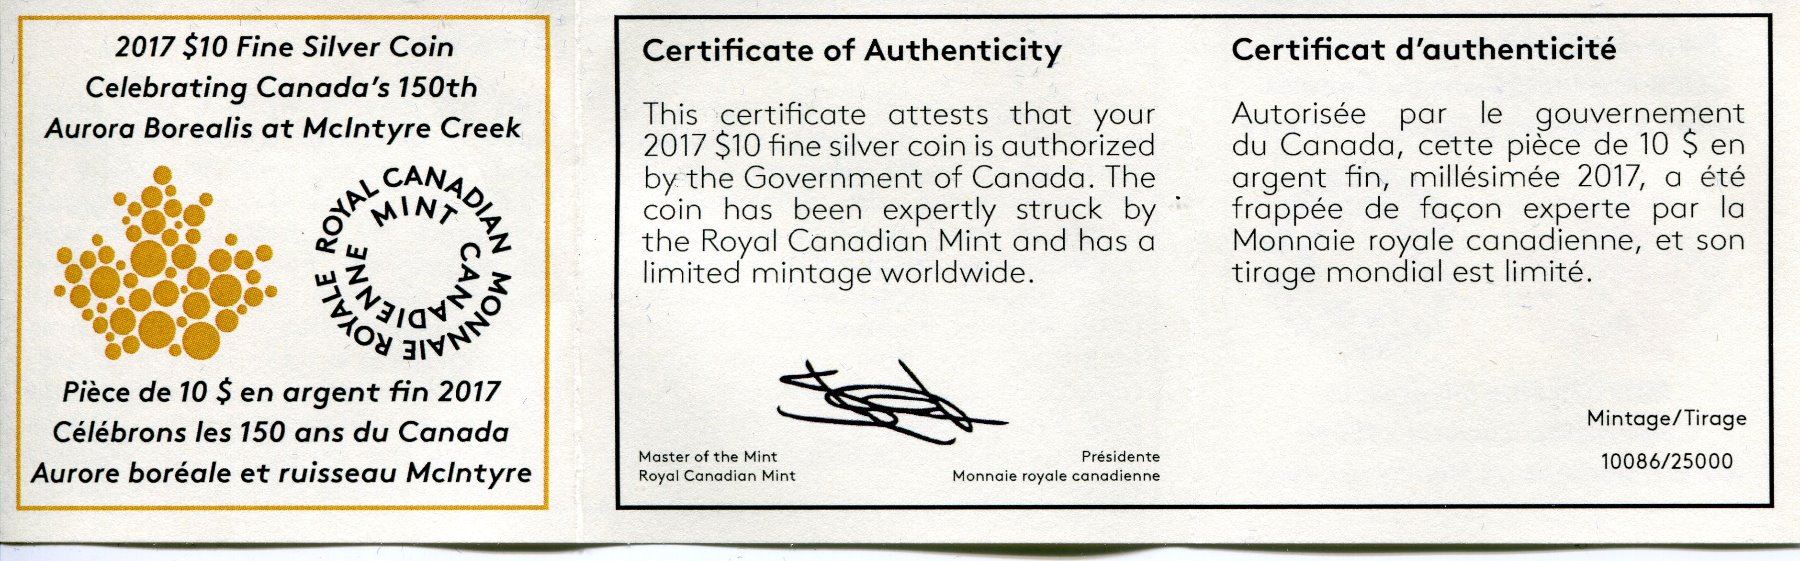 2017 $10 Fine Silver Coin
Celebrating Canada's 150th
Aurora Borealis at McIntyre Creek
ROYAL CANADIAN MINT
MONNAIE ROYALE CANADIENNE
Pièce de 10 $ en argent fin 2017
Célébrons les 150 ans du Canada
Aurore boréale et ruisseau McIntyre
Certificate of Authenticity
This certificate attests that your
2017 $10 fine silver coin is authorized
by the Government of Canada. The
coin has been expertly struck by
the Royal Canadian Mint and has a
limited mintage worldwide.
Master of the Mint
Royal Canadian Mint
Présidente
Monnaie royale canadienne
Certificat d'authenticité
Autorisée par le gouvernement
du Canada, cette pièce de 10 $ en
argent fin, millésimée 2017, a été
frappée de façon experte par la
Monnaie royale canadienne, et son
tirage mondial est limité.
Mintage/Tirage
10086/25000